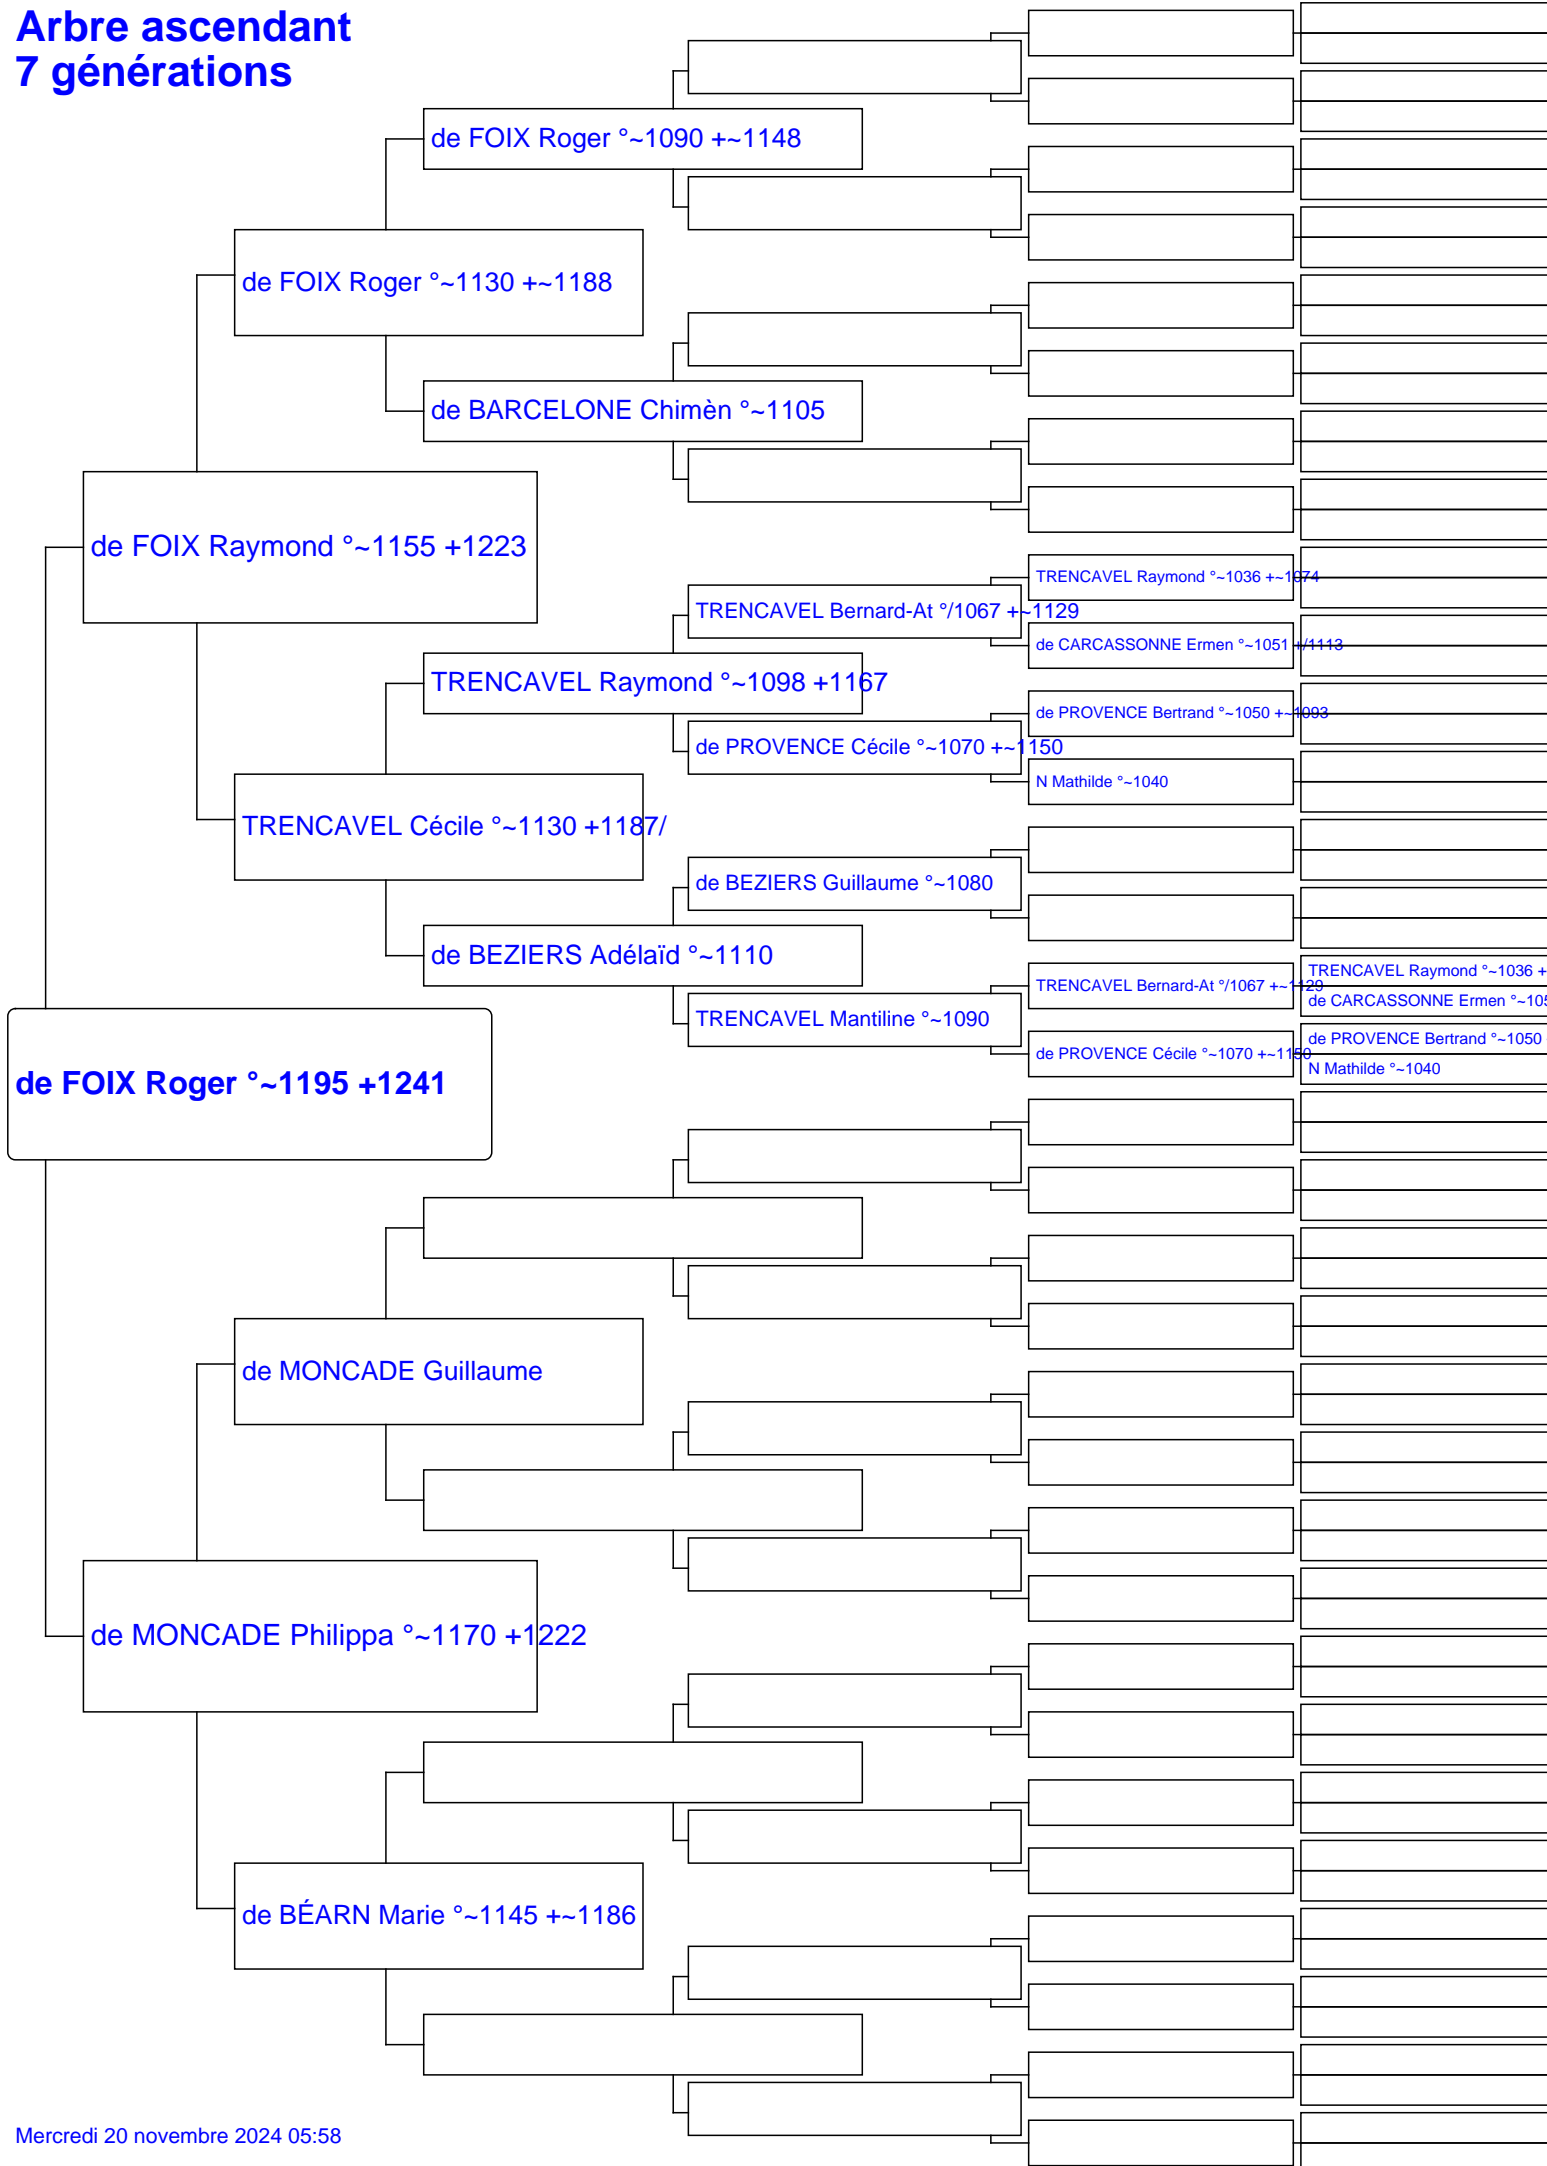 Arbre ascendant
7 générations
de FOIX Roger °~1090 +~1148
de FOIX Roger °~1130 +~1188
de BARCELONE Chimèn °~1105
de FOIX Raymond °~1155 +1223
TRENCAVEL Raymond °~1036 +~1074
TRENCAVEL Bernard-At °/1067 +~1129
de CARCASSONNE Ermen °~1051 +/1113
TRENCAVEL Raymond °~1098 +1167
de PROVENCE Bertrand °~1050 +~1093
de PROVENCE Cécile °~1070 +~1150
N Mathilde °~1040
TRENCAVEL Cécile °~1130 +1187/
de BEZIERS Guillaume °~1080
de BEZIERS Adélaïd °~1110
TRENCAVEL Raymond °~1036 +
TRENCAVEL Bernard-At °/1067 +~1129
de CARCASSONNE Ermen °~105
TRENCAVEL Mantiline °~1090
de PROVENCE Bertrand °~1050
de PROVENCE Cécile °~1070 +~1150
N Mathilde °~1040
de FOIX Roger °~1195 +1241
de MONCADE Guillaume
de MONCADE Philippa °~1170 +1222
de BÉARN Marie °~1145 +~1186
Mercredi 20 novembre 2024 05:58